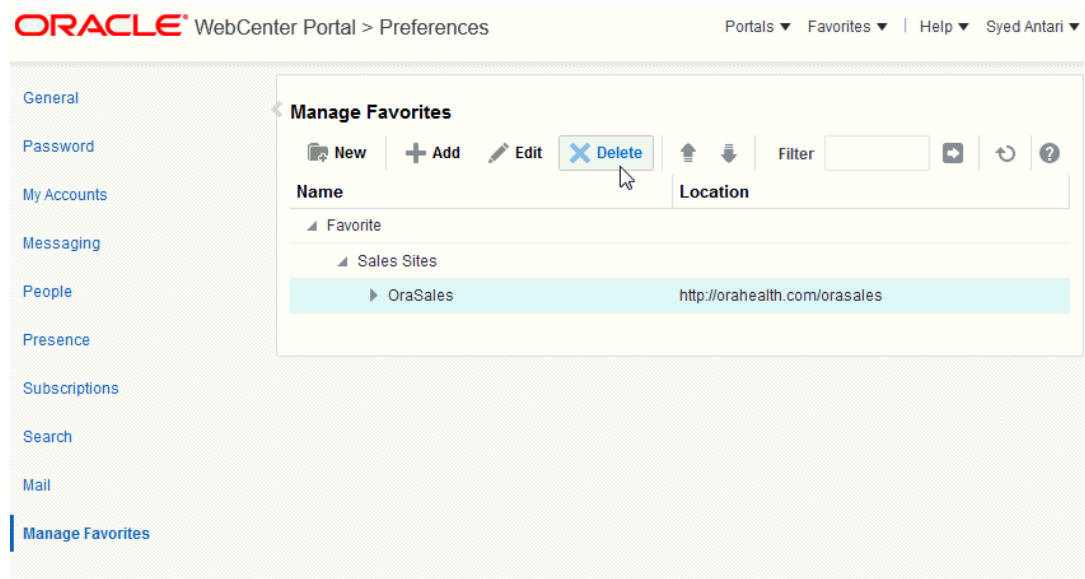 ORACLE WebCenter Portal > Preferences
Portals Favorites | Help Syed Antari
General
Password
My Accounts
Messaging
People
Presence
Subscriptions
Search
Mail
Manage Favorites
Manage Favorites
New Add Edit Delete Filter
Name Location
Favorite
Sales Sites
OraSales http://orahealth.com/orasales